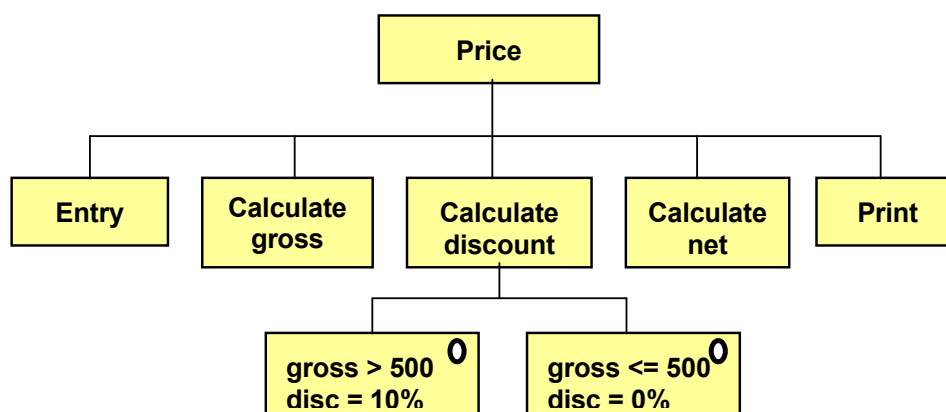 Price
Entry
Calculate
gross
Calculate
discount
Calculate
net
Print
gross > 500
disc = 10%
gross <= 500
disc = 0%